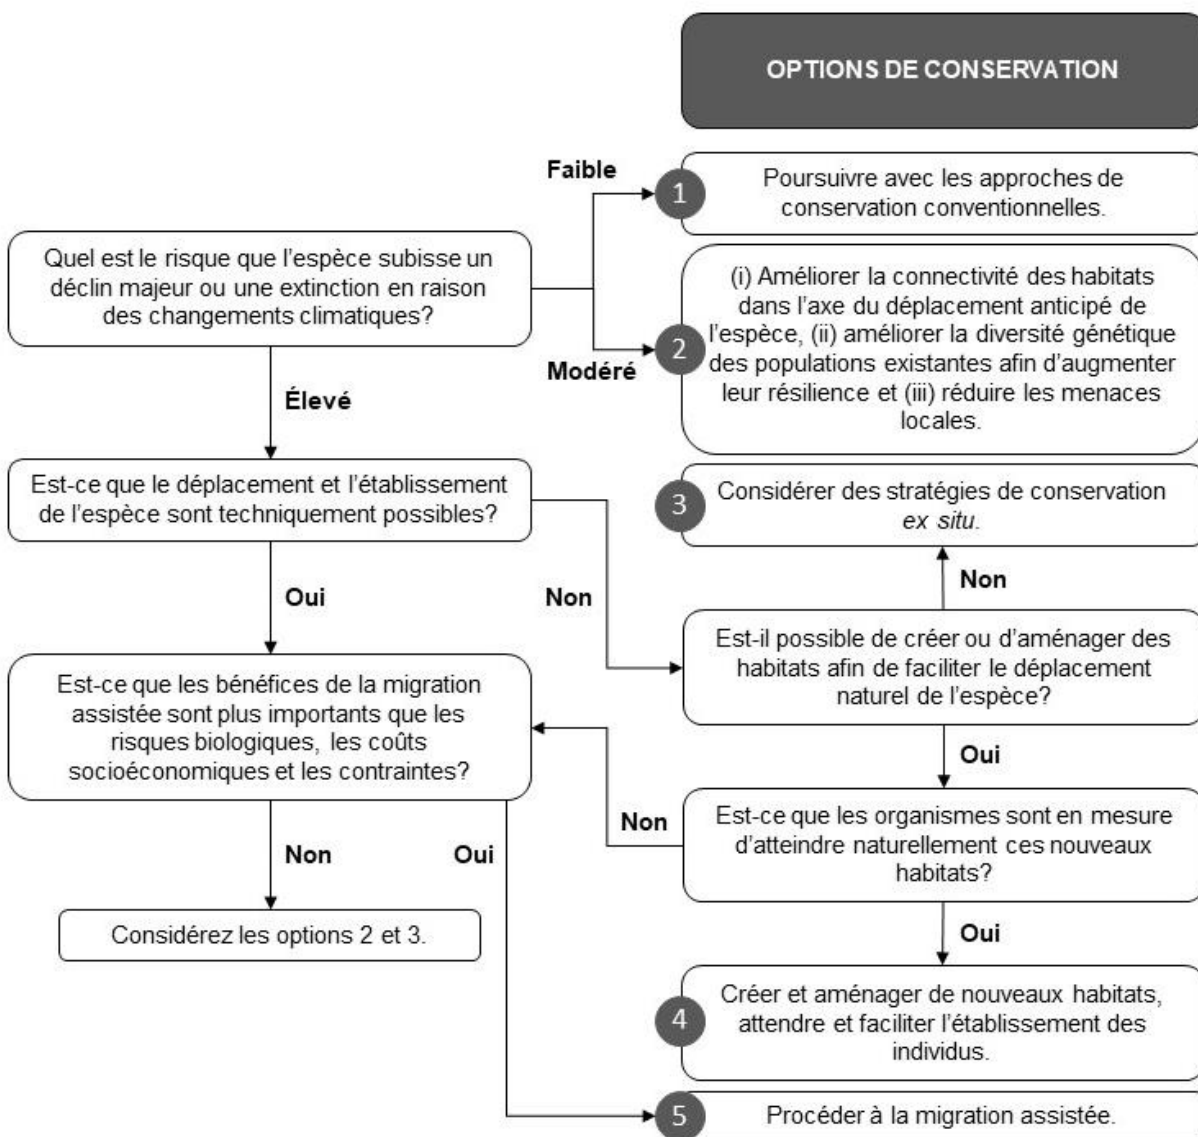 OPTIONS DE CONSERVATION
Faible
1
Poursuivre avec les approches de
conservation conventionnelles.
Quel est le risque que l'espèce subisse un
déclin majeur ou une extinction en raison
des changements climatiques?
Modéré
2
(i) Améliorer la connectivité des habitats
dans l'axe du déplacement anticipé de
l'espèce, (ii) améliorer la diversité génétique
des populations existantes afin d'augmenter
leur résilience et (iii) réduire les menaces
locales.
Élevé
Est-ce que le déplacement et l'établissement
de l'espèce sont techniquement possibles?
3
Considérer des stratégies de conservation
ex situ.
Oui
Non
Non
Est-il possible de créer ou d'aménager des
habitats afin de faciliter le déplacement
naturel de l'espèce?
Est-ce que les bénéfices de la migration
assistée sont plus importants que les
risques biologiques, les coûts
socioéconomiques et les contraintes?
Oui
Non
Est-ce que les organismes sont en mesure
d'atteindre naturellement ces nouveaux
habitats?
Non
Oui
Considérez les options 2 et 3.
Oui
4
Créer et aménager de nouveaux habitats,
attendre et faciliter l'établissement des
individus.
5
Procéder à la migration assistée.